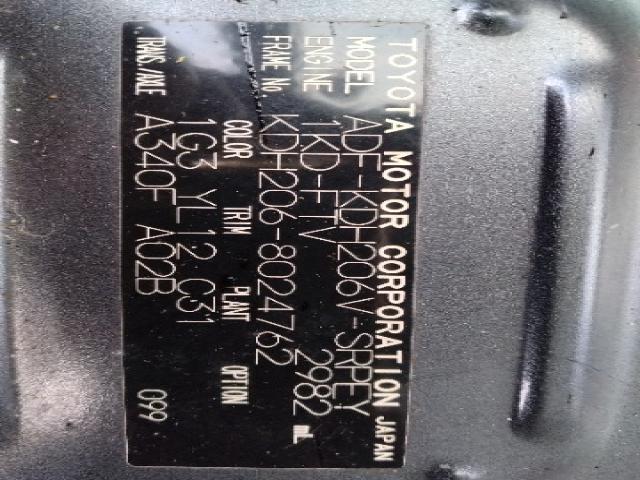 TOYOTA MOTOR CORPORATION JAPAN
MODEL ADF-KDH206V-SRPEY
ENGINE 1KD-FTV 2982 mL
FRAME No. KDH206-8024762
COLOR TRIM PLANT OPTION
1G3 YL12 C31
TRANS./AXLE A340F A02B 099